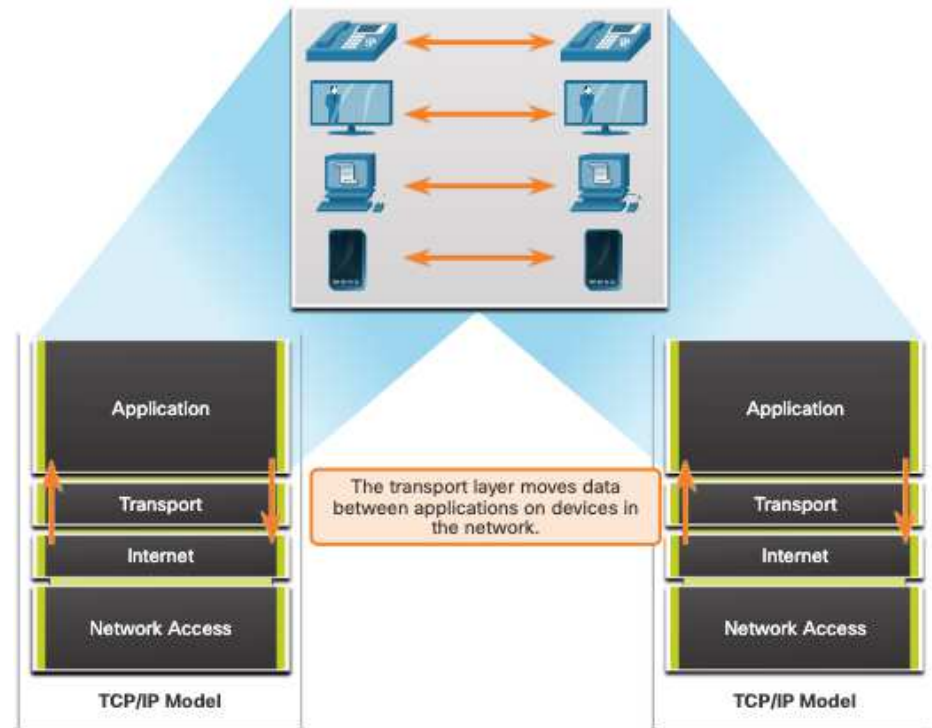 Application
Transport
Internet
Network Access
TCP/IP Model
The transport layer moves data
between applications on devices in
the network.
Application
Transport
Internet
Network Access
TCP/IP Model